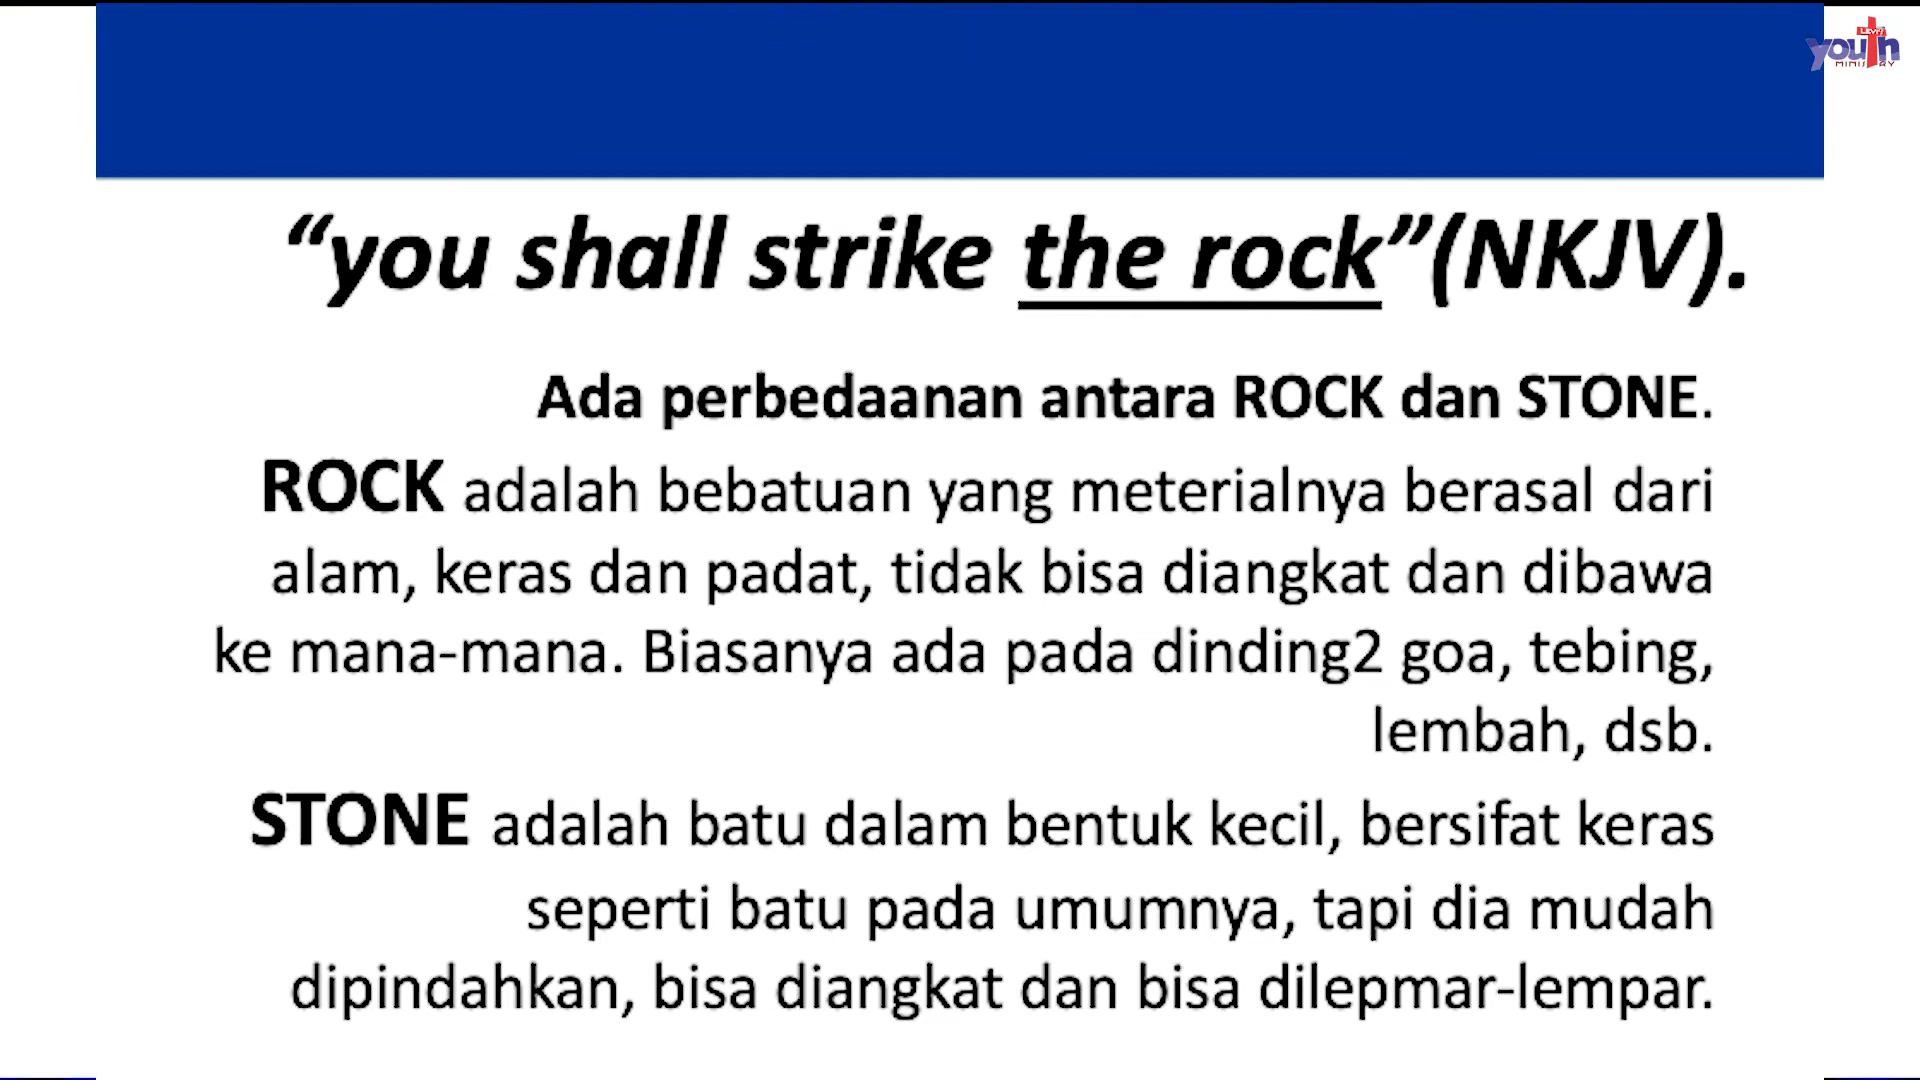 LEVH
youth
MINISTRY
“you shall strike the rock”(NKJV).
Ada perbedaanan antara ROCK dan STONE.
ROCK adalah bebatuan yang meterialnya berasal dari
alam, keras dan padat, tidak bisa diangkat dan dibawa
ke mana-mana. Biasanya ada pada dinding2 goa, tebing,
lembah, dsb.
STONE adalah batu dalam bentuk kecil, bersifat keras
seperti batu pada umumnya, tapi dia mudah
dipindahkan, bisa diangkat dan bisa dilepmar-lempar.